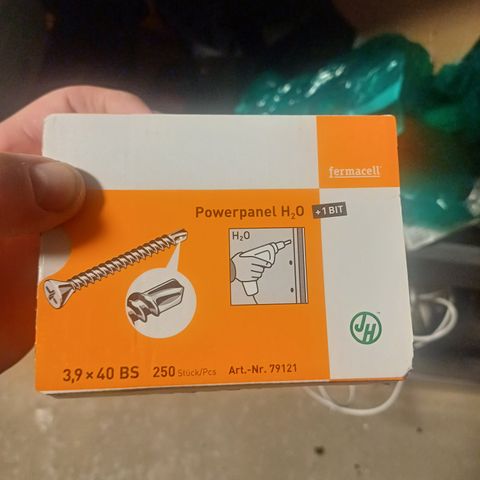 fermacell
Powerpanel H₂O +1 BIT
H₂O
JH
3,9 × 40 BS 250 Stück/Pcs Art.-Nr. 79121